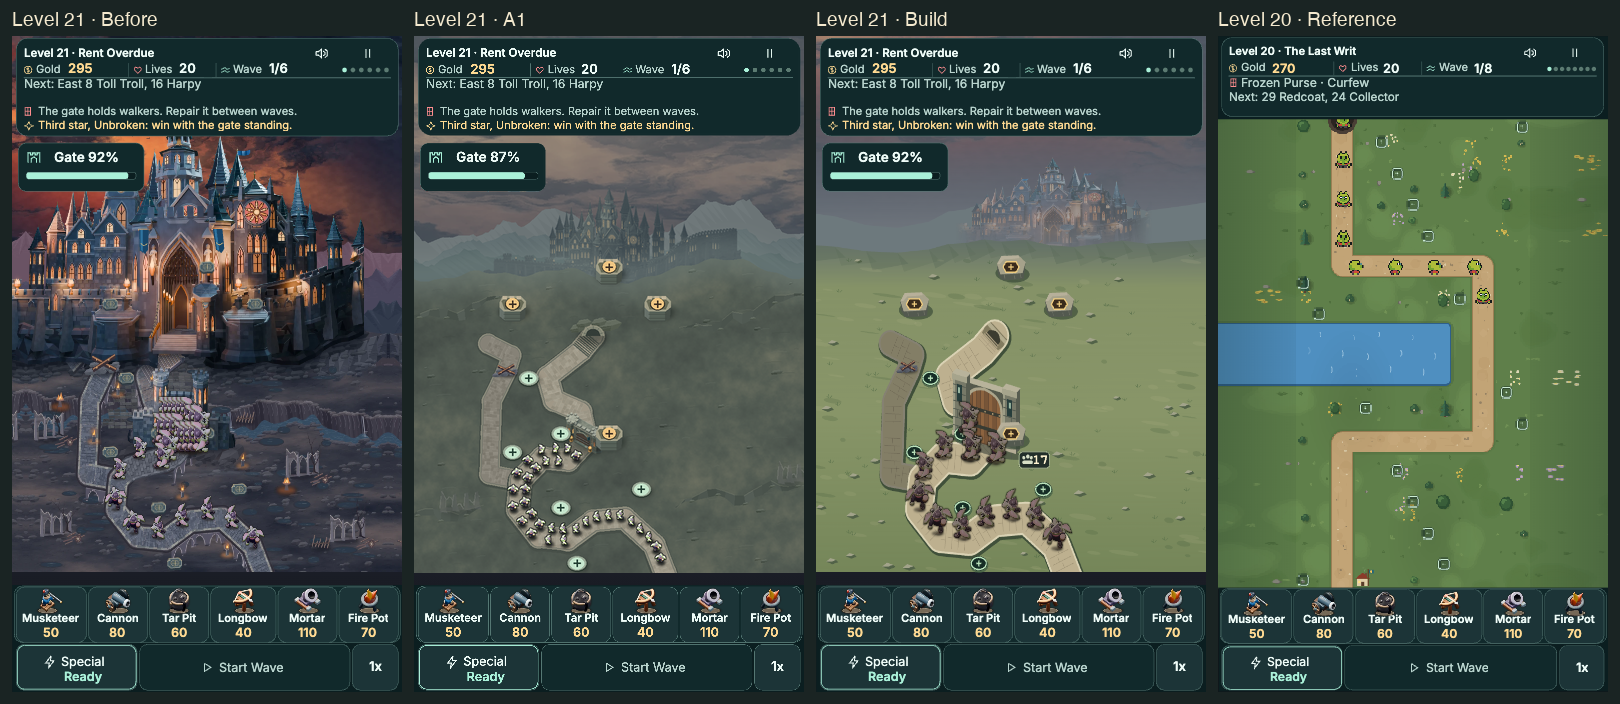 Level 21 · Before
Level 21 · Rent Overdue
Gold 295 Lives 20 Wave 1/6
Next: East 8 Toll Troll, 16 Harpy
The gate holds walkers. Repair it between waves.
Third star, Unbroken: win with the gate standing.
Gate 92%
Musketeer 50
Cannon 80
Tar Pit 60
Longbow 40
Mortar 110
Fire Pot 70
Special Ready
Start Wave
1x
Level 21 · A1
Level 21 · Rent Overdue
Gold 295 Lives 20 Wave 1/6
Next: East 8 Toll Troll, 16 Harpy
The gate holds walkers. Repair it between waves.
Third star, Unbroken: win with the gate standing.
Gate 87%
Musketeer 50
Cannon 80
Tar Pit 60
Longbow 40
Mortar 110
Fire Pot 70
Special Ready
Start Wave
1x
Level 21 · Build
Level 21 · Rent Overdue
Gold 295 Lives 20 Wave 1/6
Next: East 8 Toll Troll, 16 Harpy
The gate holds walkers. Repair it between waves.
Third star, Unbroken: win with the gate standing.
Gate 92%
17
Musketeer 50
Cannon 80
Tar Pit 60
Longbow 40
Mortar 110
Fire Pot 70
Special Ready
Start Wave
1x
Level 20 · Reference
Level 20 · The Last Writ
Gold 270 Lives 20 Wave 1/8
Frozen Purse · Curfew
Next: 29 Redcoat, 24 Collector
Musketeer 50
Cannon 80
Tar Pit 60
Longbow 40
Mortar 110
Fire Pot 70
Special Ready
Start Wave
1x